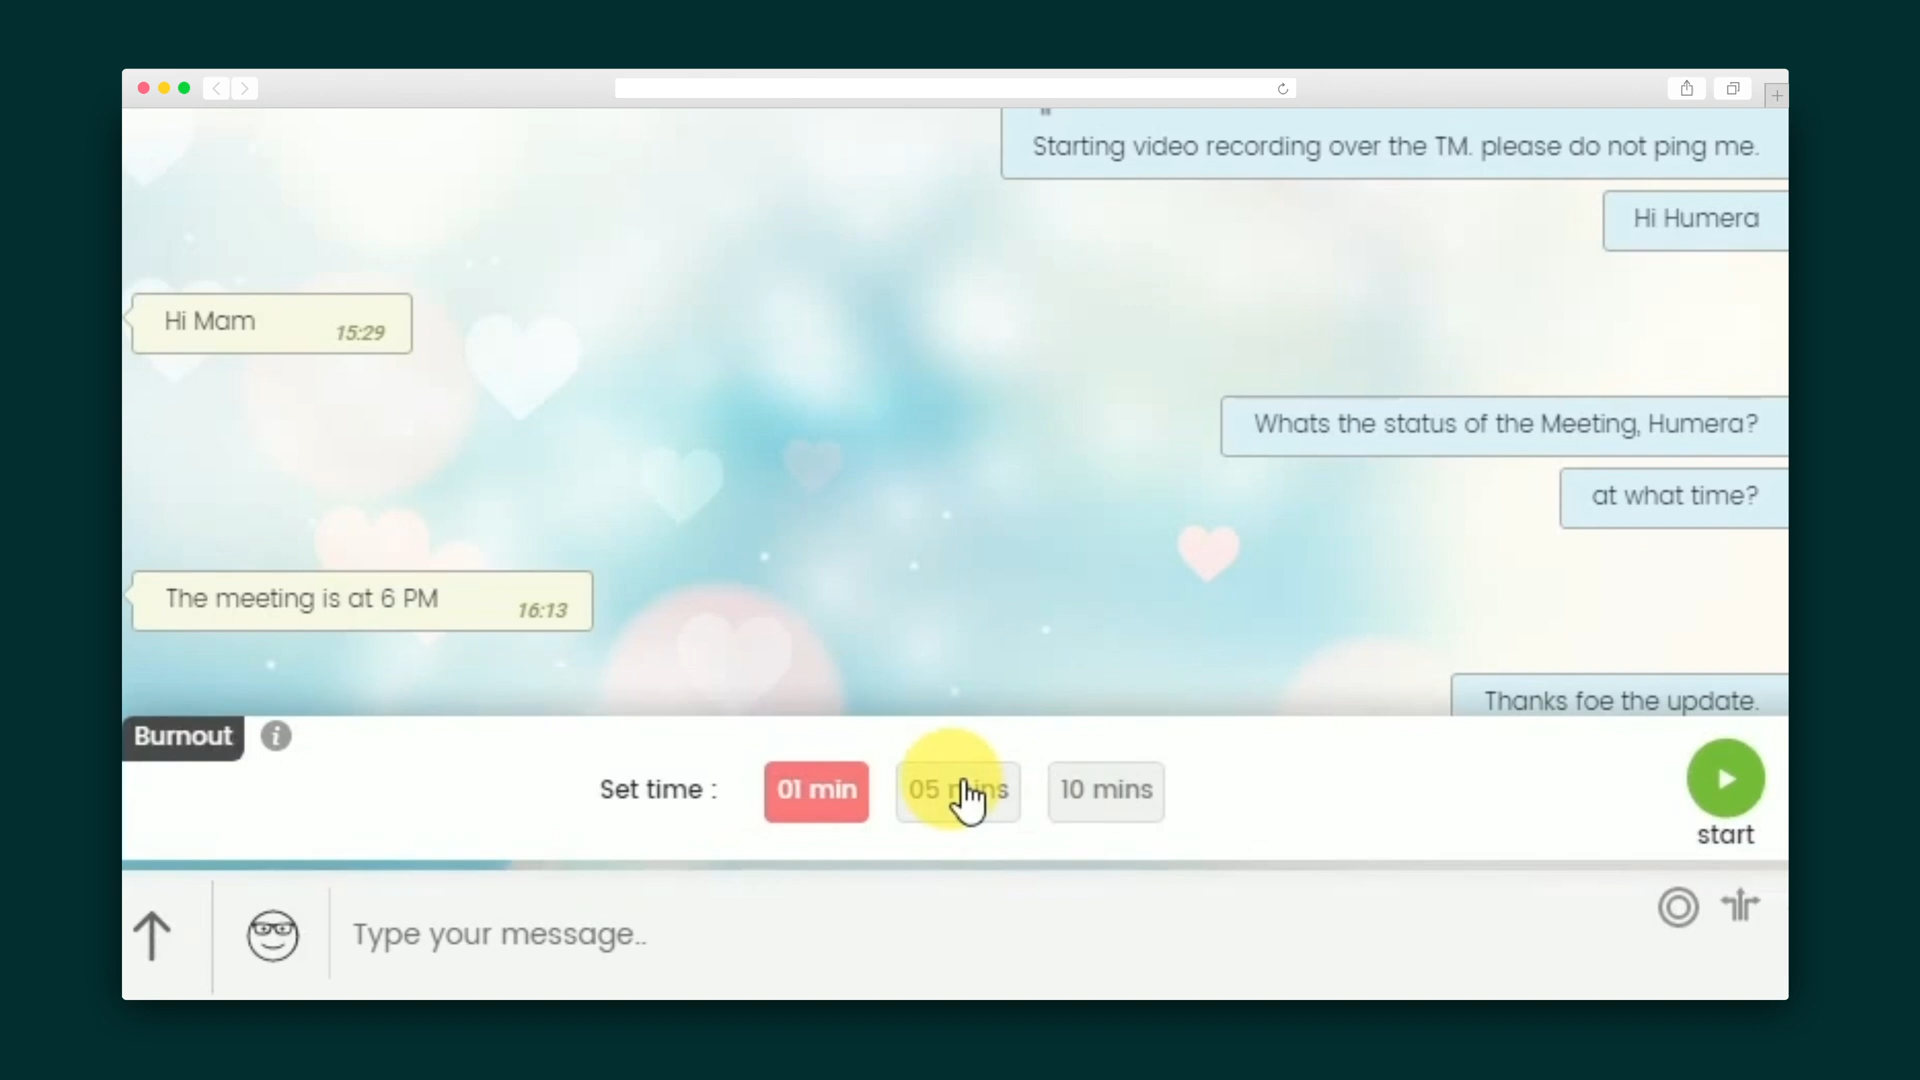 Starting video recording over the TM. please do not ping me.
Hi Humera
Hi Mam
15:29
Whats the status of the Meeting, Humera?
at what time?
The meeting is at 6 PM
16:13
Thanks foe the update.
Burnout
Set time :
01 min
05 mins
10 mins
start
Type your message..